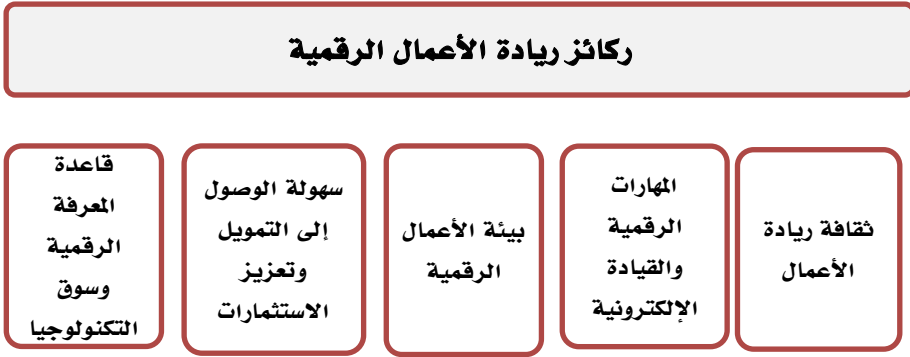 ركائز ريادة الأعمال الرقمية
ثقافة ريادة
الأعمال
المهارات
الرقمية
والقيادة
الإلكترونية
بيئة الأعمال
الرقمية
سهولة الوصول
إلى التمويل
وتعزيز
الاستثمارات
قاعدة
المعرفة
الرقمية
وسوق
التكنولوجيا